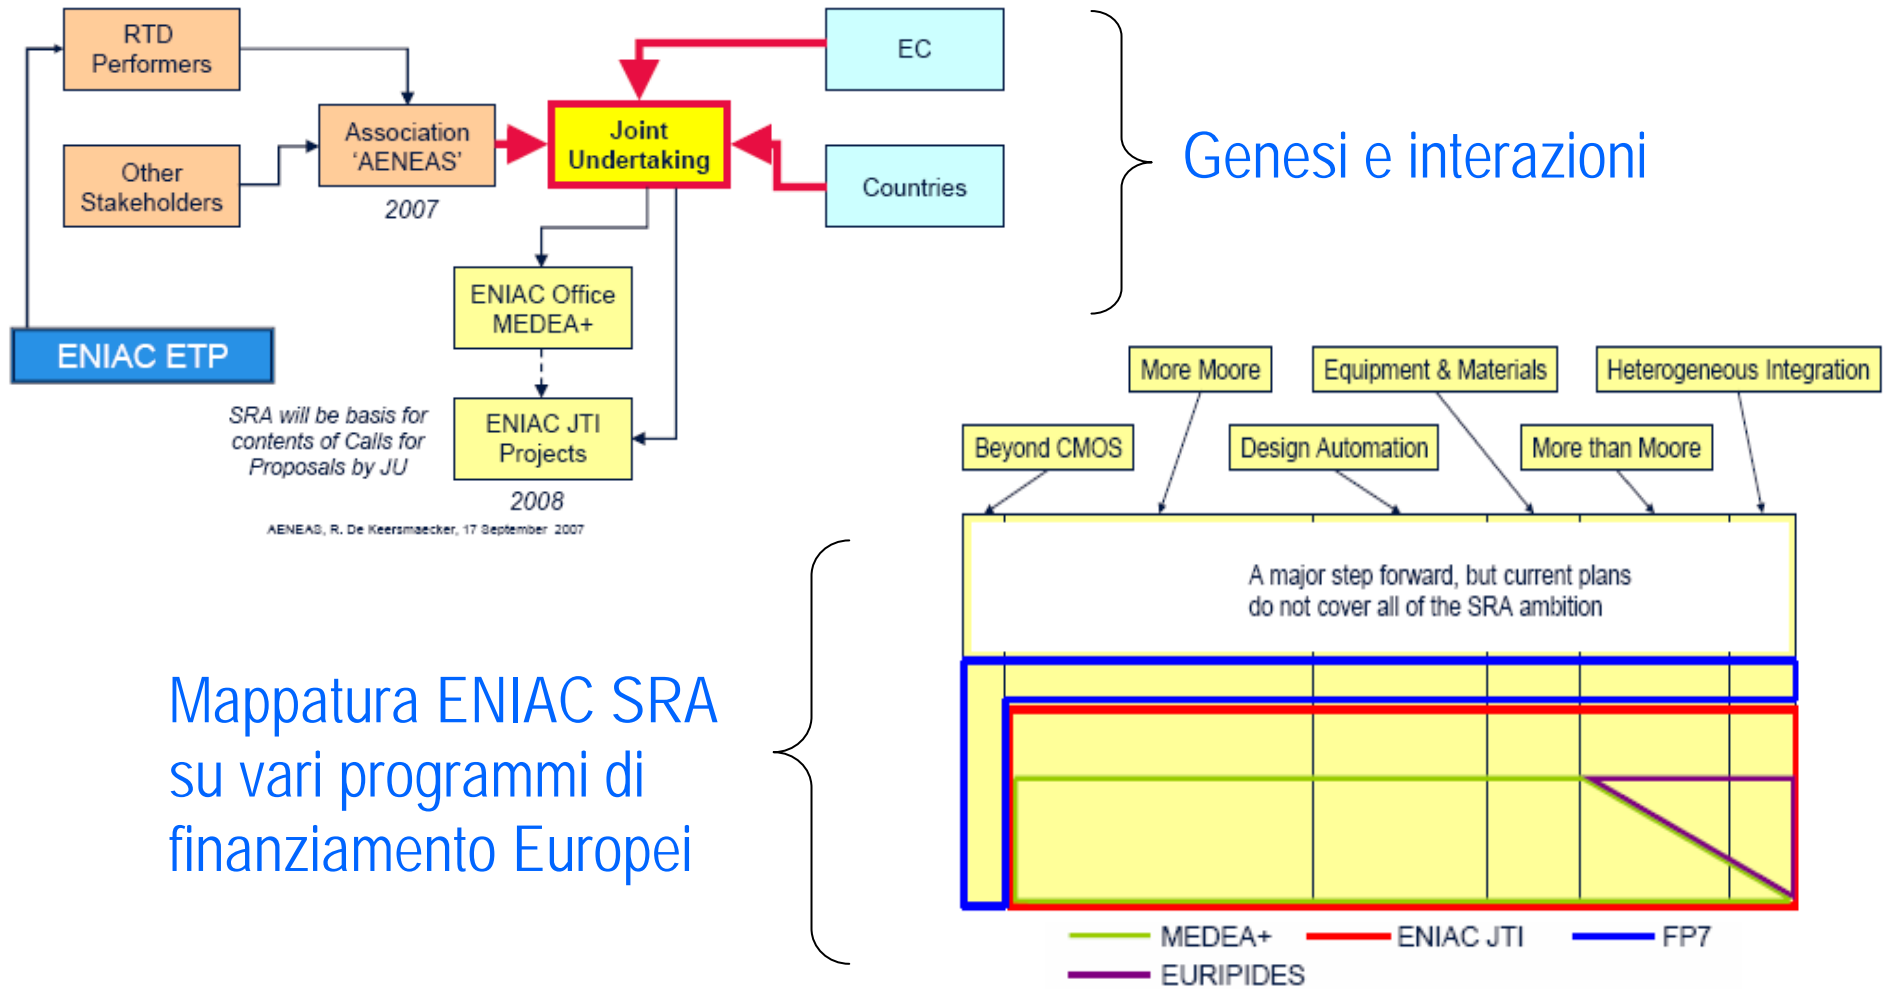 RTD
Performers
EC
Association
‘AENEAS’
Joint
Undertaking
Genesi e interazioni
Other
Stakeholders
2007
Countries
ENIAC Office
MEDEA+
ENIAC ETP
SRA will be basis for
contents of Calls for
Proposals by JU
ENIAC JTI
Projects
2008
AENEAS, R. De Keersmaecker, 17 September 2007
More Moore
Equipment & Materials
Heterogeneous Integration
Beyond CMOS
Design Automation
More than Moore
A major step forward, but current plans
do not cover all of the SRA ambition
Mappatura ENIAC SRA
su vari programmi di
finanziamento Europei
MEDEA+
ENIAC JTI
FP7
EURIPIDES